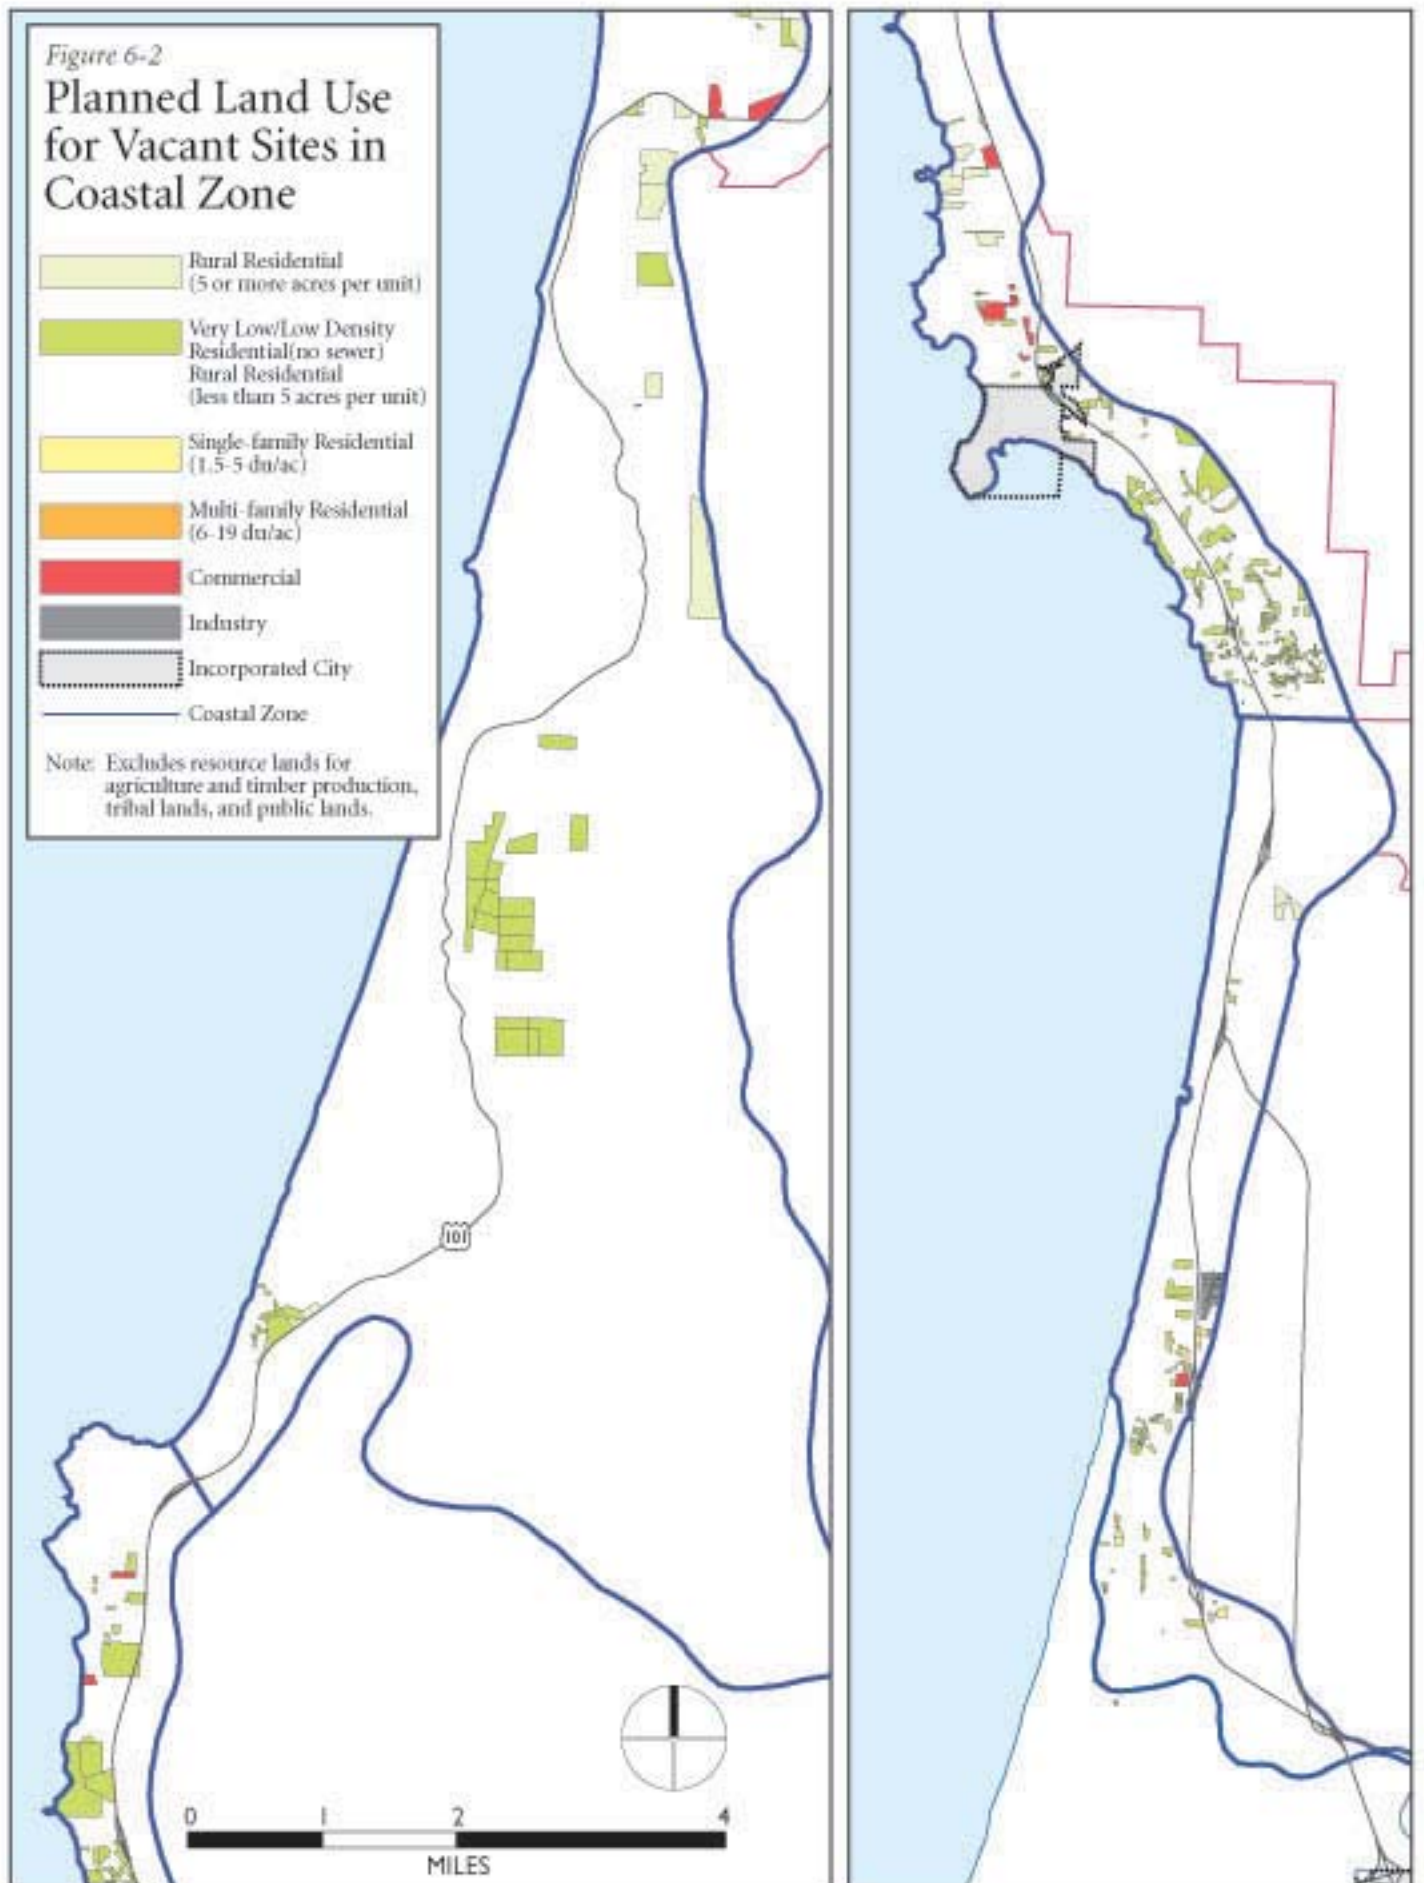 Figure 6-2
Planned Land Use
for Vacant Sites in
Coastal Zone
Rural Residential
(5 or more acres per unit)
Very Low/Low Density
Residential(no sewer)
Rural Residential
(less than 5 acres per unit)
Single-family Residential
(1.5-5 du/ac)
Multi-family Residential
(6-19 du/ac)
Commercial
Industry
Incorporated City
Coastal Zone
Note: Excludes resource lands for
agriculture and timber production,
tribal lands, and public lands.
101
0 1 2 4
MILES